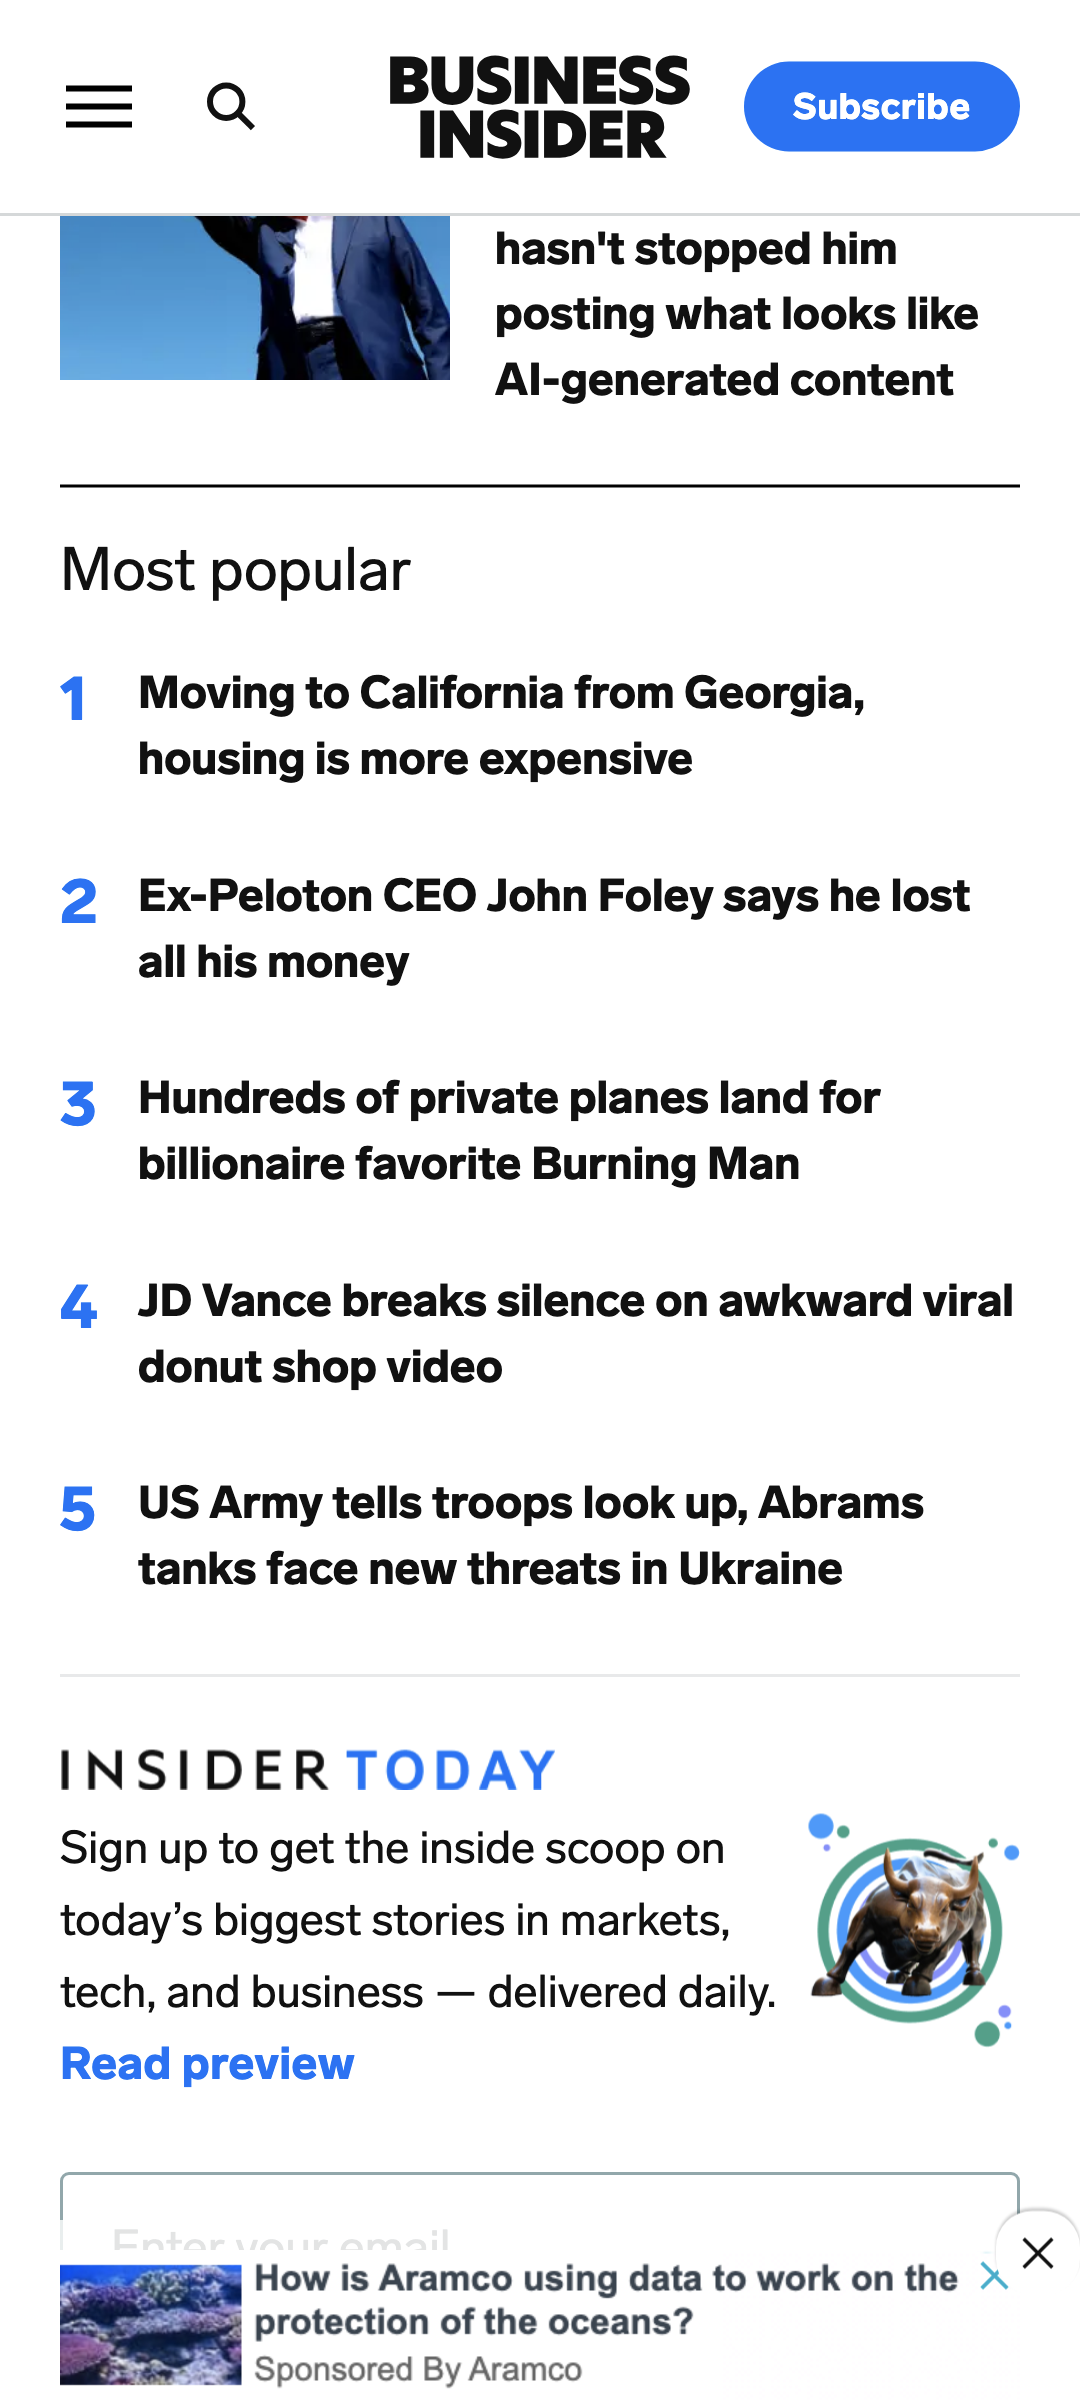 BUSINESS
INSIDER
Subscribe
hasn't stopped him
posting what looks like
AI-generated content
Most popular
1 Moving to California from Georgia,
housing is more expensive
2 Ex-Peloton CEO John Foley says he lost
all his money
3 Hundreds of private planes land for
billionaire favorite Burning Man
4 JD Vance breaks silence on awkward viral
donut shop video
5 US Army tells troops look up, Abrams
tanks face new threats in Ukraine
INSIDER TODAY
Sign up to get the inside scoop on
today’s biggest stories in markets,
tech, and business — delivered daily.
Read preview
Enter your email
How is Aramco using data to work on the
protection of the oceans?
Sponsored By Aramco